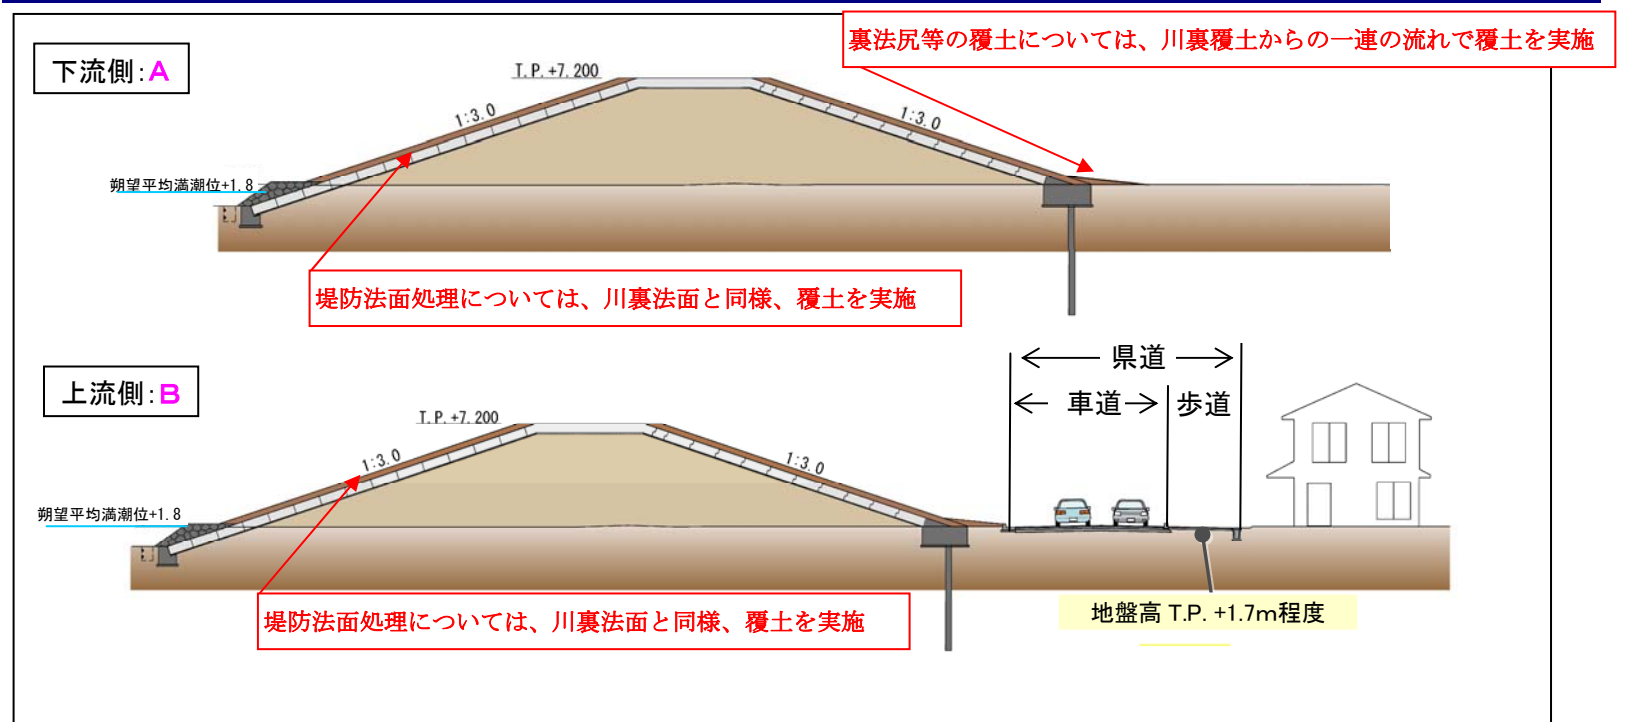 裏法尻等の覆土については、川裏覆土からの一連の流れで覆土を実施
下流側:A
T.P.+7.200
1:3.0
1:3.0
朔望平均満潮位+1.8
堤防法面処理については、川裏法面と同様、覆土を実施
県道
上流側:B
車道
歩道
T.P.+7.200
1:3.0
1:3.0
朔望平均満潮位+1.8
堤防法面処理については、川裏法面と同様、覆土を実施
地盤高 T.P. +1.7m程度